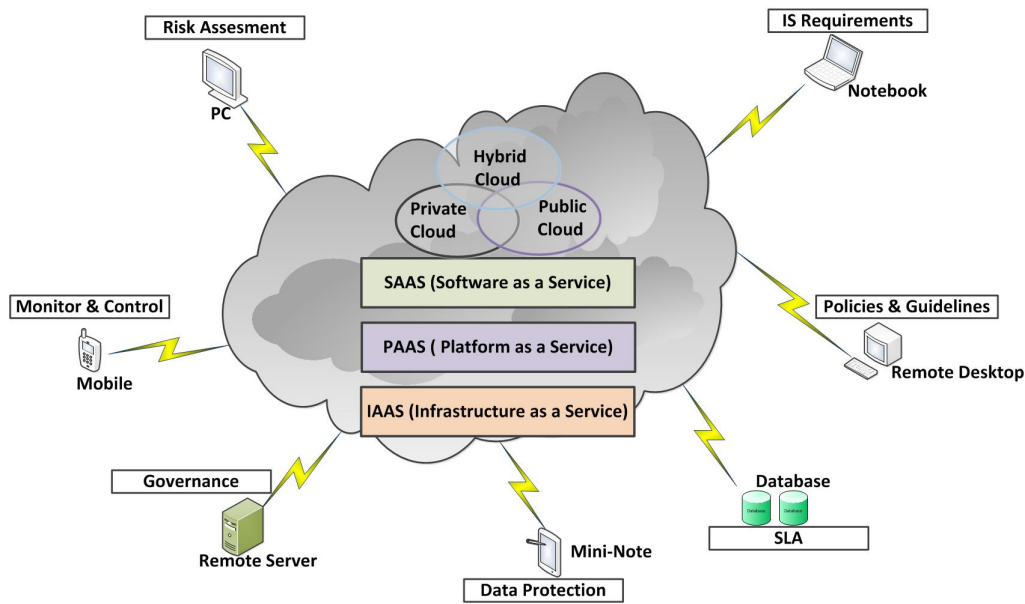 Risk Assesment
PC
IS Requirements
Notebook
Hybrid
Cloud
Private
Cloud
Public
Cloud
SAAS (Software as a Service)
PAAS ( Platform as a Service)
IAAS (Infrastructure as a Service)
Monitor & Control
Mobile
Policies & Guidelines
Remote Desktop
Governance
Remote Server
Database
Database
Database
SLA
Mini-Note
Data Protection